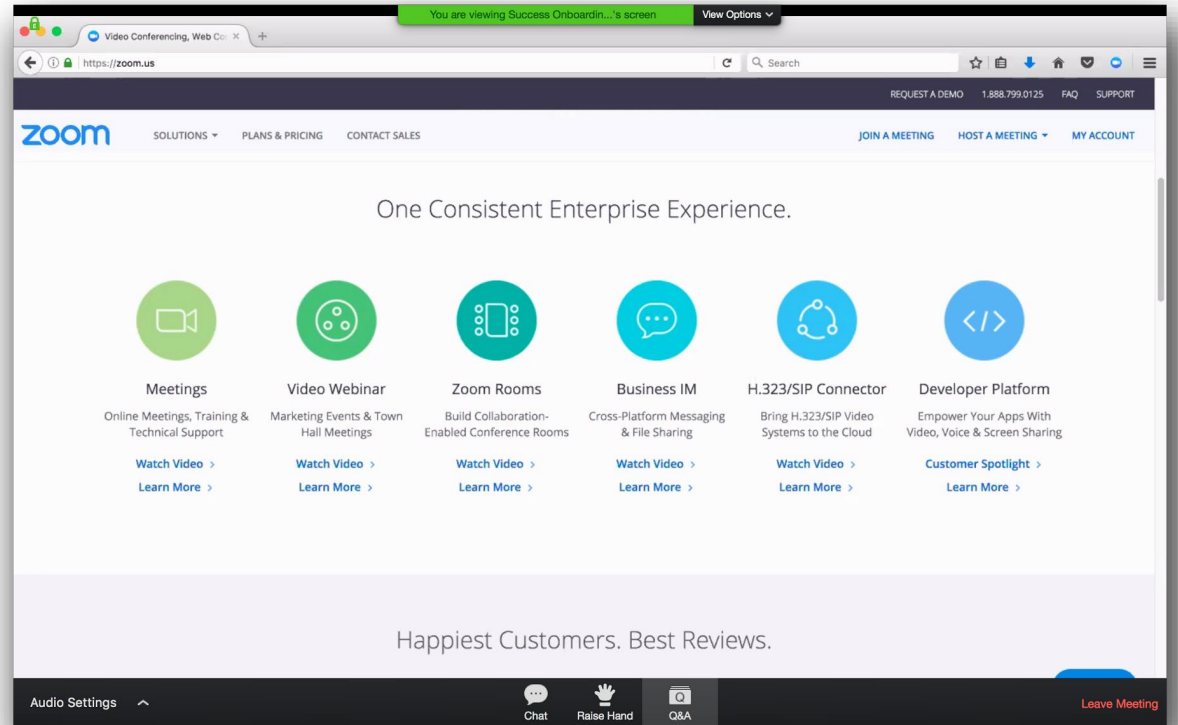 You are viewing Success Onboardin...'s screen View Options
Video Conferencing, Web Co
https://zoom.us Search
REQUEST A DEMO 1.888.799.0125 FAQ SUPPORT
zoom SOLUTIONS PLANS & PRICING CONTACT SALES JOIN A MEETING HOST A MEETING MY ACCOUNT
One Consistent Enterprise Experience.
Meetings
Online Meetings, Training &
Technical Support
Watch Video >
Learn More >
Video Webinar
Marketing Events & Town
Hall Meetings
Watch Video >
Learn More >
Zoom Rooms
Build Collaboration-
Enabled Conference Rooms
Watch Video >
Learn More >
Business IM
Cross-Platform Messaging
& File Sharing
Watch Video >
Learn More >
H.323/SIP Connector
Bring H.323/SIP Video
Systems to the Cloud
Watch Video >
Learn More >
</>
Developer Platform
Empower Your Apps With
Video, Voice & Screen Sharing
Customer Spotlight >
Learn More >
Happiest Customers. Best Reviews.
Audio Settings
Chat
Raise Hand
Q
Q&A
Leave Meeting